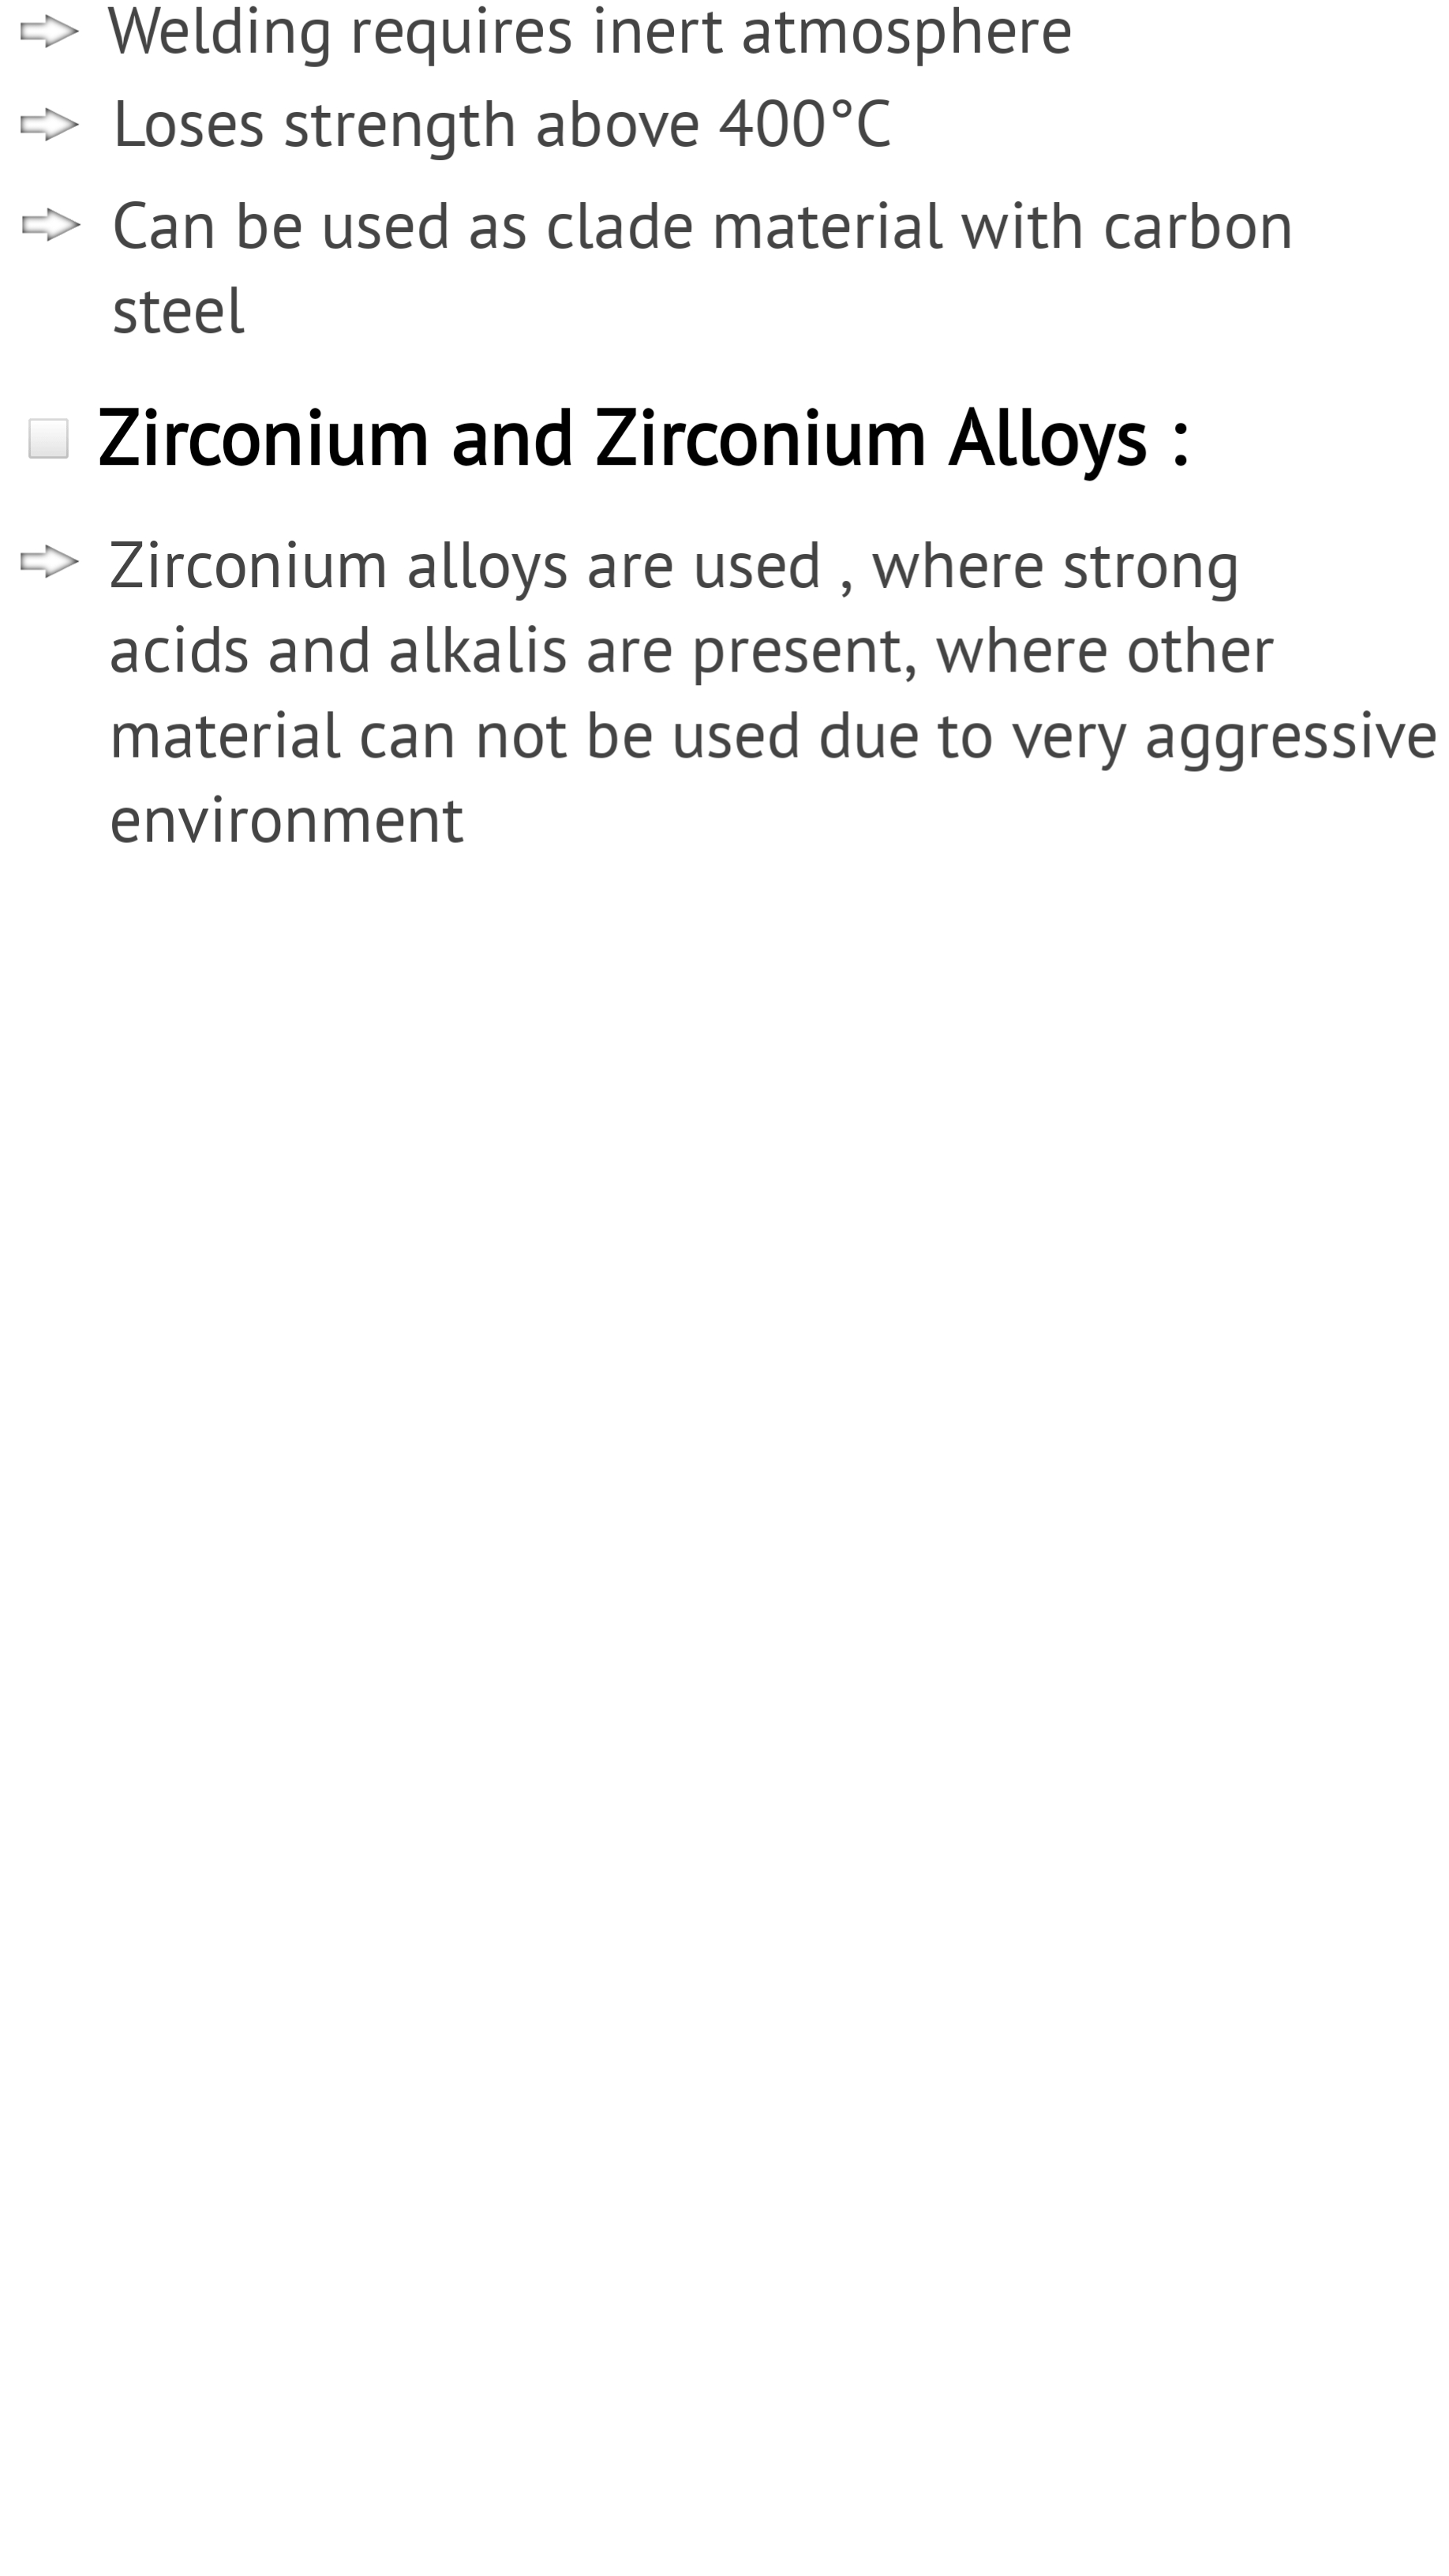 Welding requires inert atmosphere
Loses strength above 400°C
Can be used as clade material with carbon
steel
Zirconium and Zirconium Alloys :
Zirconium alloys are used , where strong
acids and alkalis are present, where other
material can not be used due to very aggressive
environment